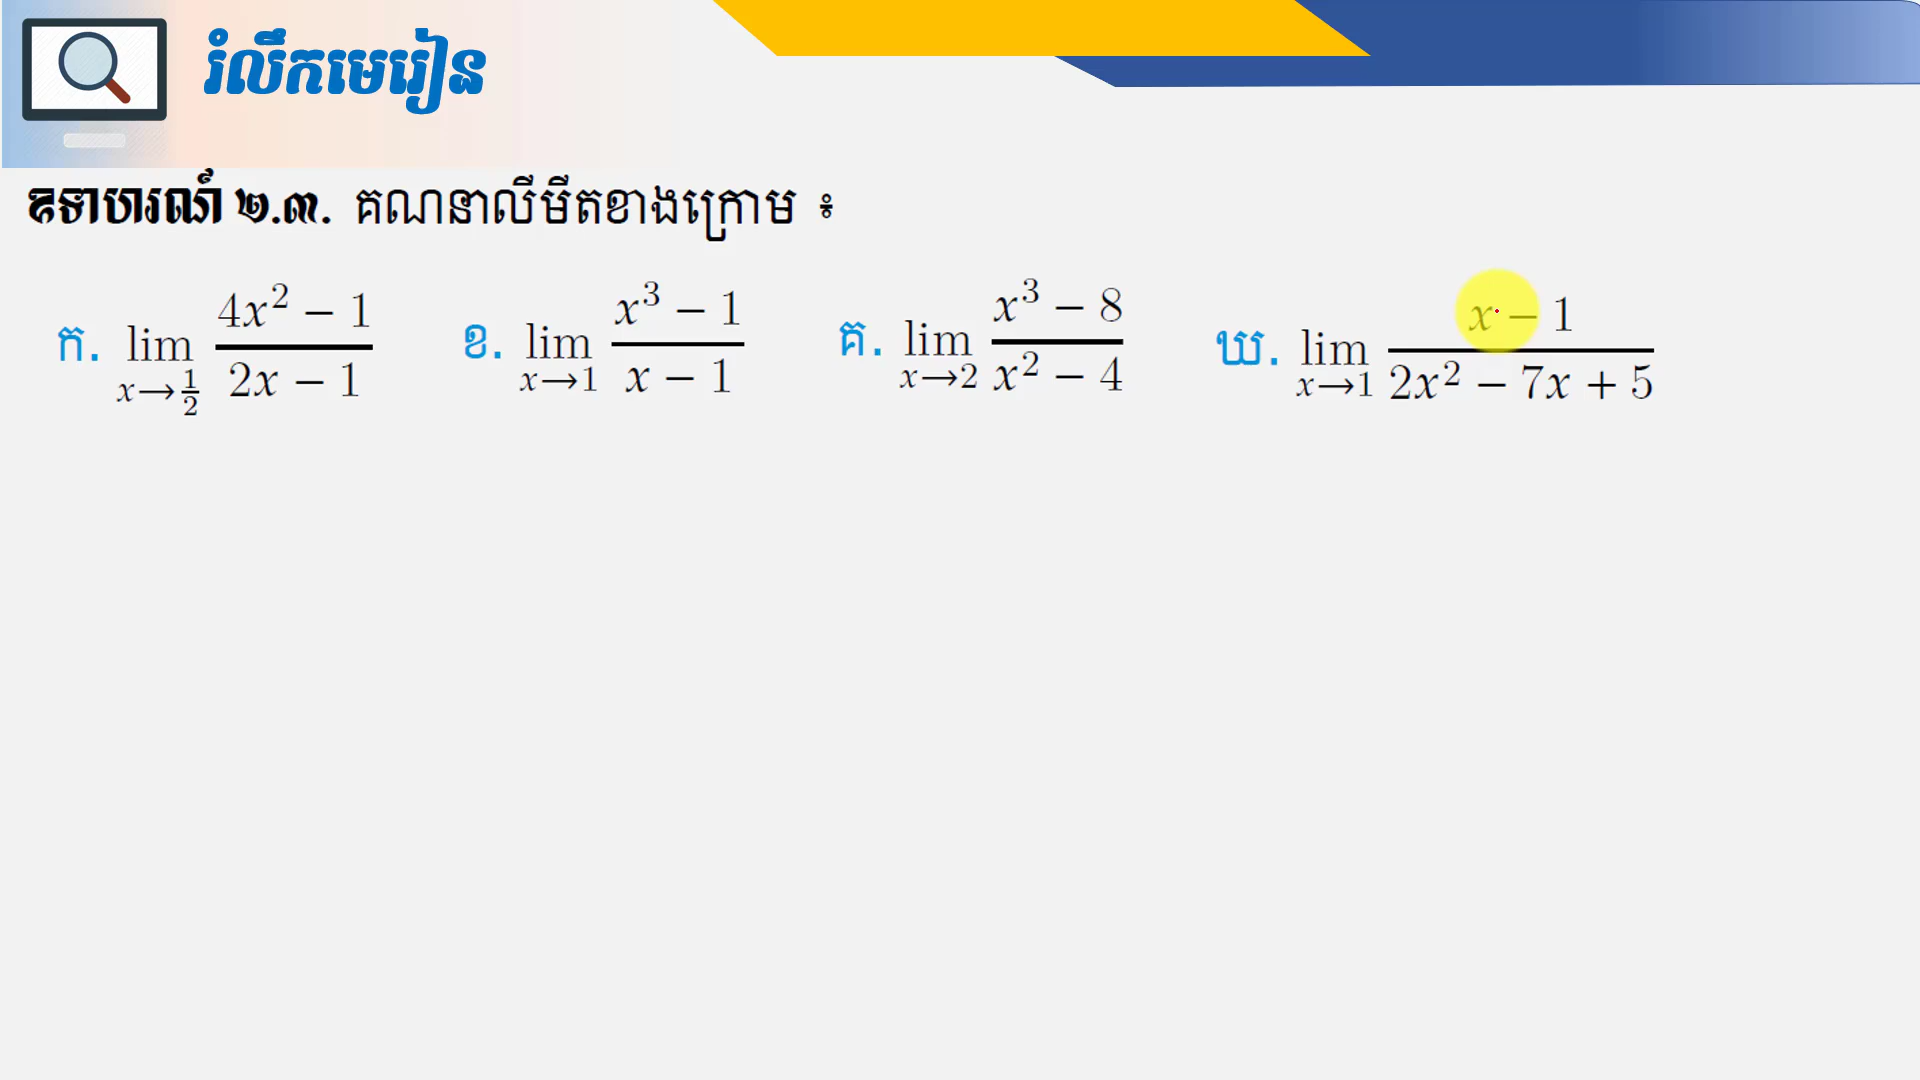 រំលឹកមេរៀន
ឧទាហរណ៍ ២.៣. គណនាលីមីតខាងក្រោម ៖
ក. lim_{x→1/2} (4x² − 1)/(2x − 1) ខ. lim_{x→1} (x³ − 1)/(x − 1) គ. lim_{x→2} (x³ − 8)/(x² − 4) ឃ. lim_{x→1} (x − 1)/(2x² − 7x + 5)